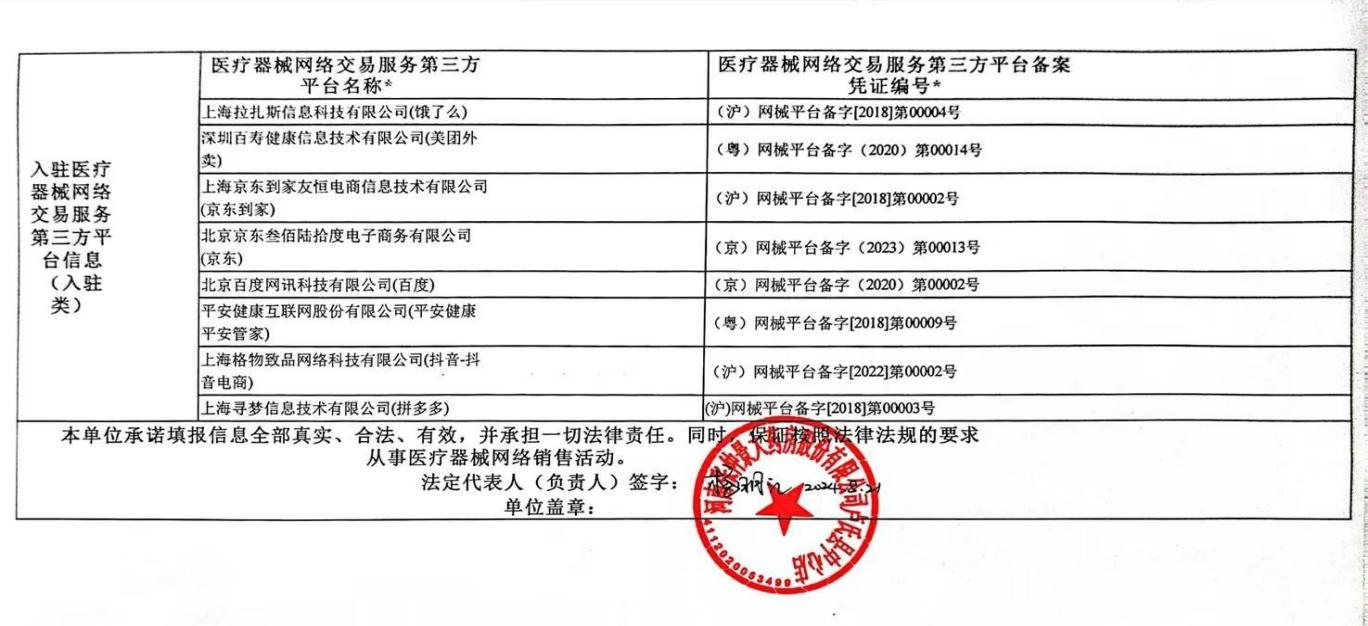 医疗器械网络交易服务第三方
平台名称*
医疗器械网络交易服务第三方平台备案
凭证编号*
入驻医疗
器械网络
交易服务
第三方平
台信息
（入驻
类）
上海拉扎斯信息科技有限公司(饿了么)
（沪）网械平台备字[2018]第00004号
深圳百寿健康信息技术有限公司(美团外
卖)
（粤）网械平台备字（2020）第00014号
上海京东到家友恒电商信息技术有限公司
(京东到家)
（沪）网械平台备字[2018]第00002号
北京京东叁佰陆拾度电子商务有限公司
(京东)
（京）网械平台备字（2023）第00013号
北京百度网讯科技有限公司(百度)
（京）网械平台备字（2020）第00002号
平安健康互联网股份有限公司(平安健康
平安管家)
（粤）网械平台备字[2018]第00009号
上海格物致品网络科技有限公司(抖音-抖
音电商)
（沪）网械平台备字[2022]第00002号
上海寻梦信息技术有限公司(拼多多)
(沪)网械平台备字[2018]第00003号
本单位承诺填报信息全部真实、合法、有效，并承担一切法律责任。同时，保证按照法律法规的要求
从事医疗器械网络销售活动。
法定代表人（负责人）签字：
2024.8.21
单位盖章：
大药房股份有限公司卢氏县中心店
4112020053499